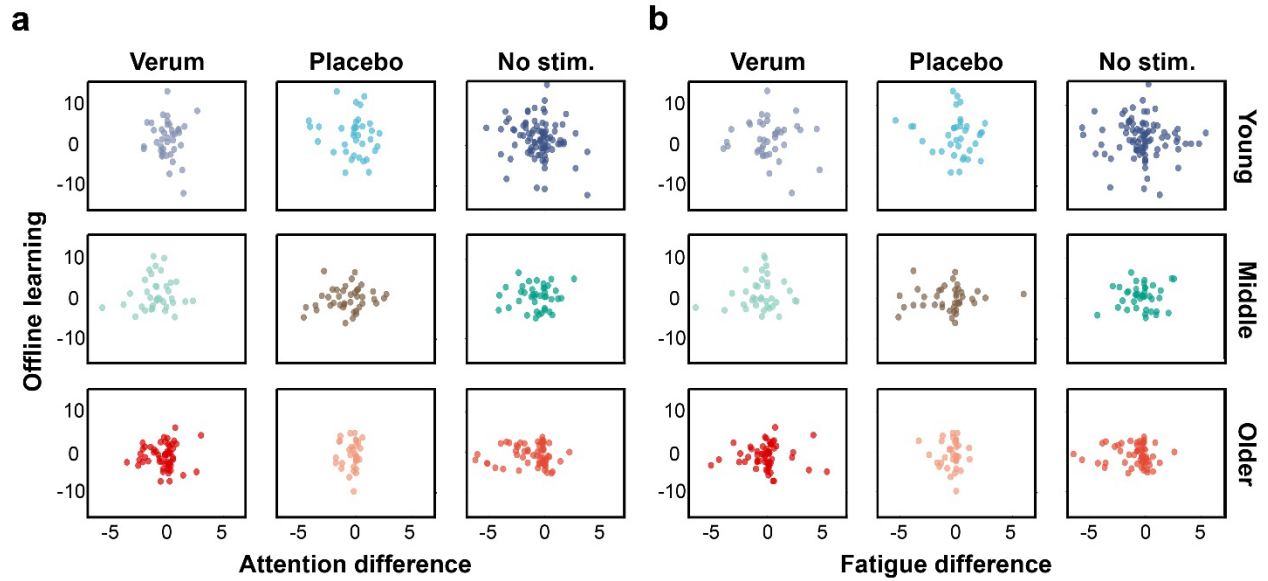 a
b
Verum Placebo No stim. Verum Placebo No stim.
10 10
0 0
-10 -10
Young
10 10
0 0
-10 -10
Middle
10 10
0 0
-10 -10
Older
Offline learning
-5 0 5 -5 0 5 -5 0 5 -5 0 5 -5 0 5 -5 0 5
Attention difference Fatigue difference